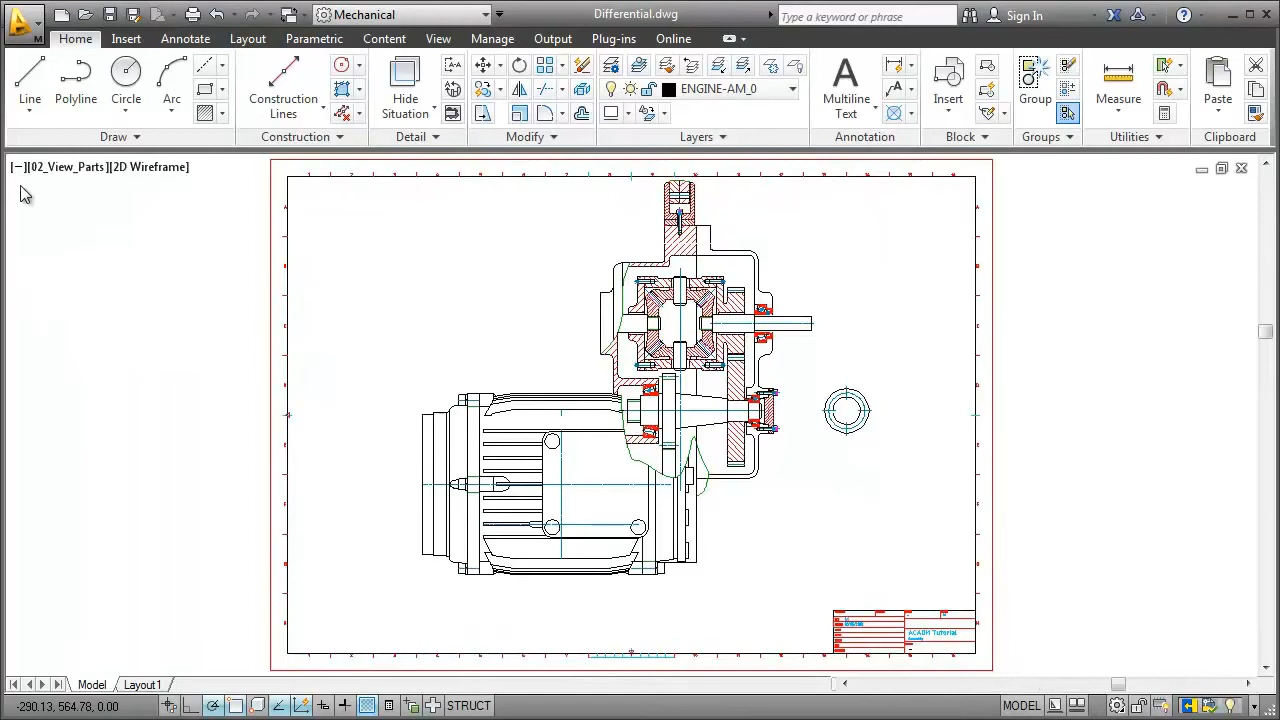 Mechanical
Differential.dwg
Type a keyword or phrase
Sign In
Home
Insert
Annotate
Layout
Parametric
Content
View
Manage
Output
Plug-ins
Online
Line
Polyline
Circle
Arc
Construction
Lines
Hide
Situation
ENGINE-AM_0
Multiline
Text
Insert
Group
Measure
Paste
Draw
Construction
Detail
Modify
Layers
Annotation
Block
Groups
Utilities
Clipboard
[−][02_View_Parts][2D Wireframe]
ACADM Tutorial
Model
Layout1
-290.13, 564.78, 0.00
STRUCT
MODEL